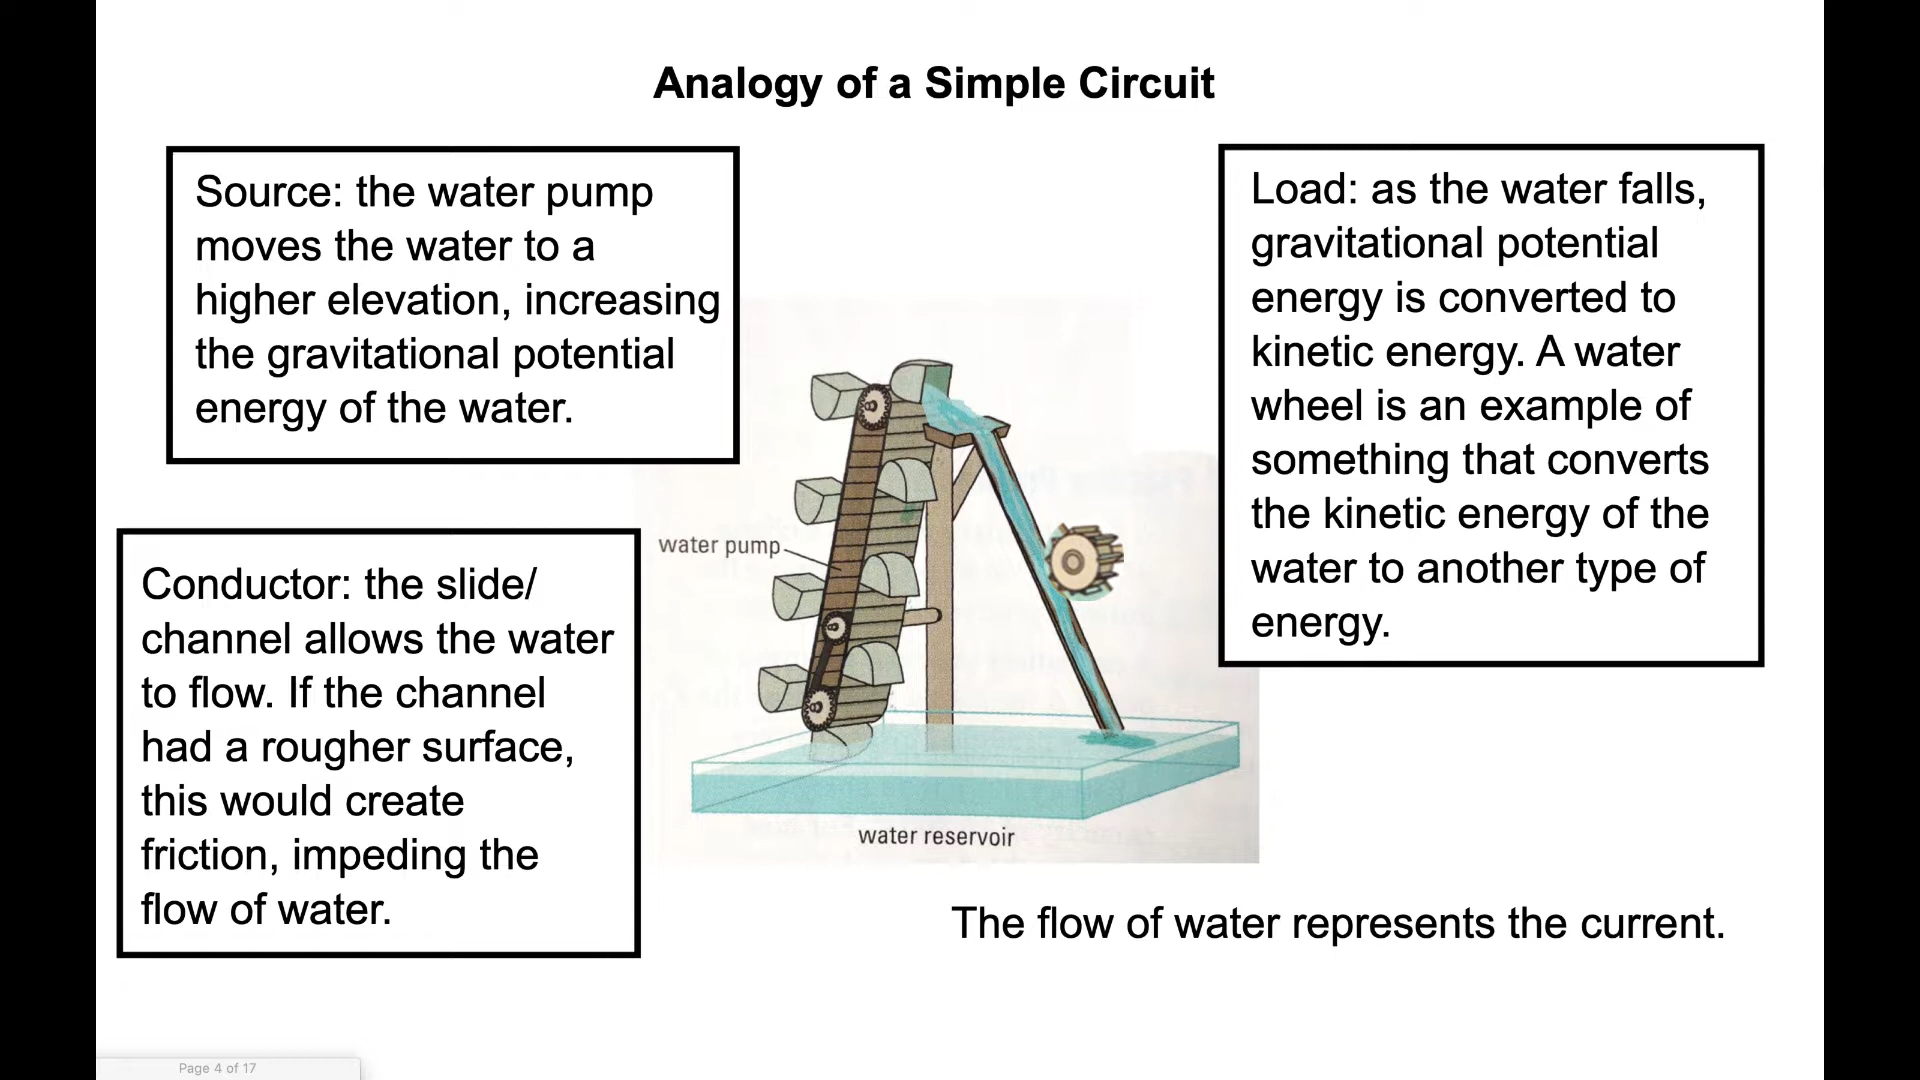 Analogy of a Simple Circuit
Source: the water pump
moves the water to a
higher elevation, increasing
the gravitational potential
energy of the water.
Load: as the water falls,
gravitational potential
energy is converted to
kinetic energy. A water
wheel is an example of
something that converts
the kinetic energy of the
water to another type of
energy.
Conductor: the slide/
channel allows the water
to flow. If the channel
had a rougher surface,
this would create
friction, impeding the
flow of water.
water pump
water reservoir
The flow of water represents the current.
Page 4 of 17